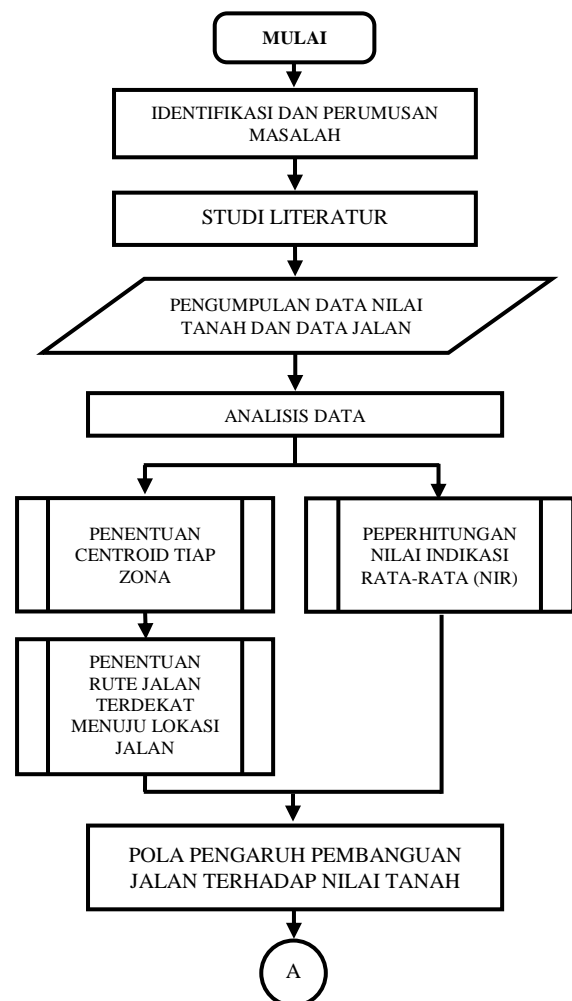 MULAI
IDENTIFIKASI DAN PERUMUSAN
MASALAH
STUDI LITERATUR
PENGUMPULAN DATA NILAI
TANAH DAN DATA JALAN
ANALISIS DATA
PENENTUAN
CENTROID TIAP
ZONA
PEPERHITUNGAN
NILAI INDIKASI
RATA-RATA (NIR)
PENENTUAN
RUTE JALAN
TERDEKAT
MENUJU LOKASI
JALAN
POLA PENGARUH PEMBANGUAN
JALAN TERHADAP NILAI TANAH
A